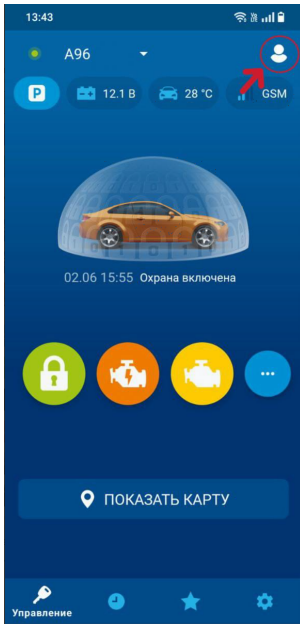 13:43
A96
P 12.1 В 28 °C GSM
02.06 15:55 Охрана включена
ПОКАЗАТЬ КАРТУ
Управление